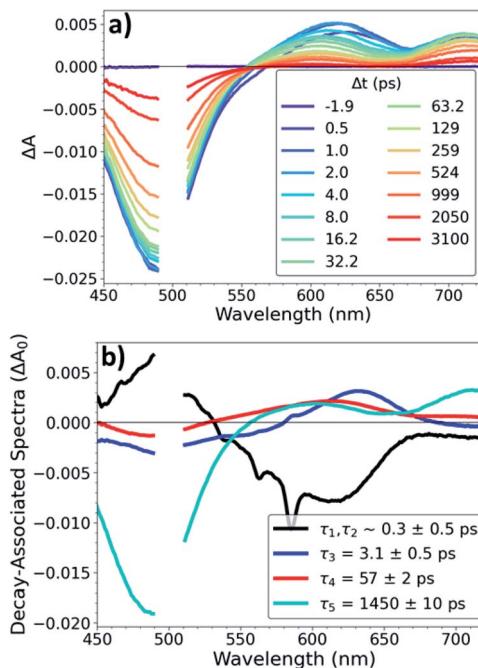 a)
0.005
0.000
−0.005
−0.010
−0.015
−0.020
−0.025
ΔA
Δt (ps)
-1.9
0.5
1.0
2.0
4.0
8.0
16.2
32.2
63.2
129
259
524
999
2050
3100
450 500 550 600 650 700
Wavelength (nm)
b)
0.005
0.000
−0.005
−0.010
−0.015
−0.020
Decay-Associated Spectra (ΔA₀)
τ₁,τ₂ ~ 0.3 ± 0.5 ps
τ₃ = 3.1 ± 0.5 ps
τ₄ = 57 ± 2 ps
τ₅ = 1450 ± 10 ps
450 500 550 600 650 700
Wavelength (nm)